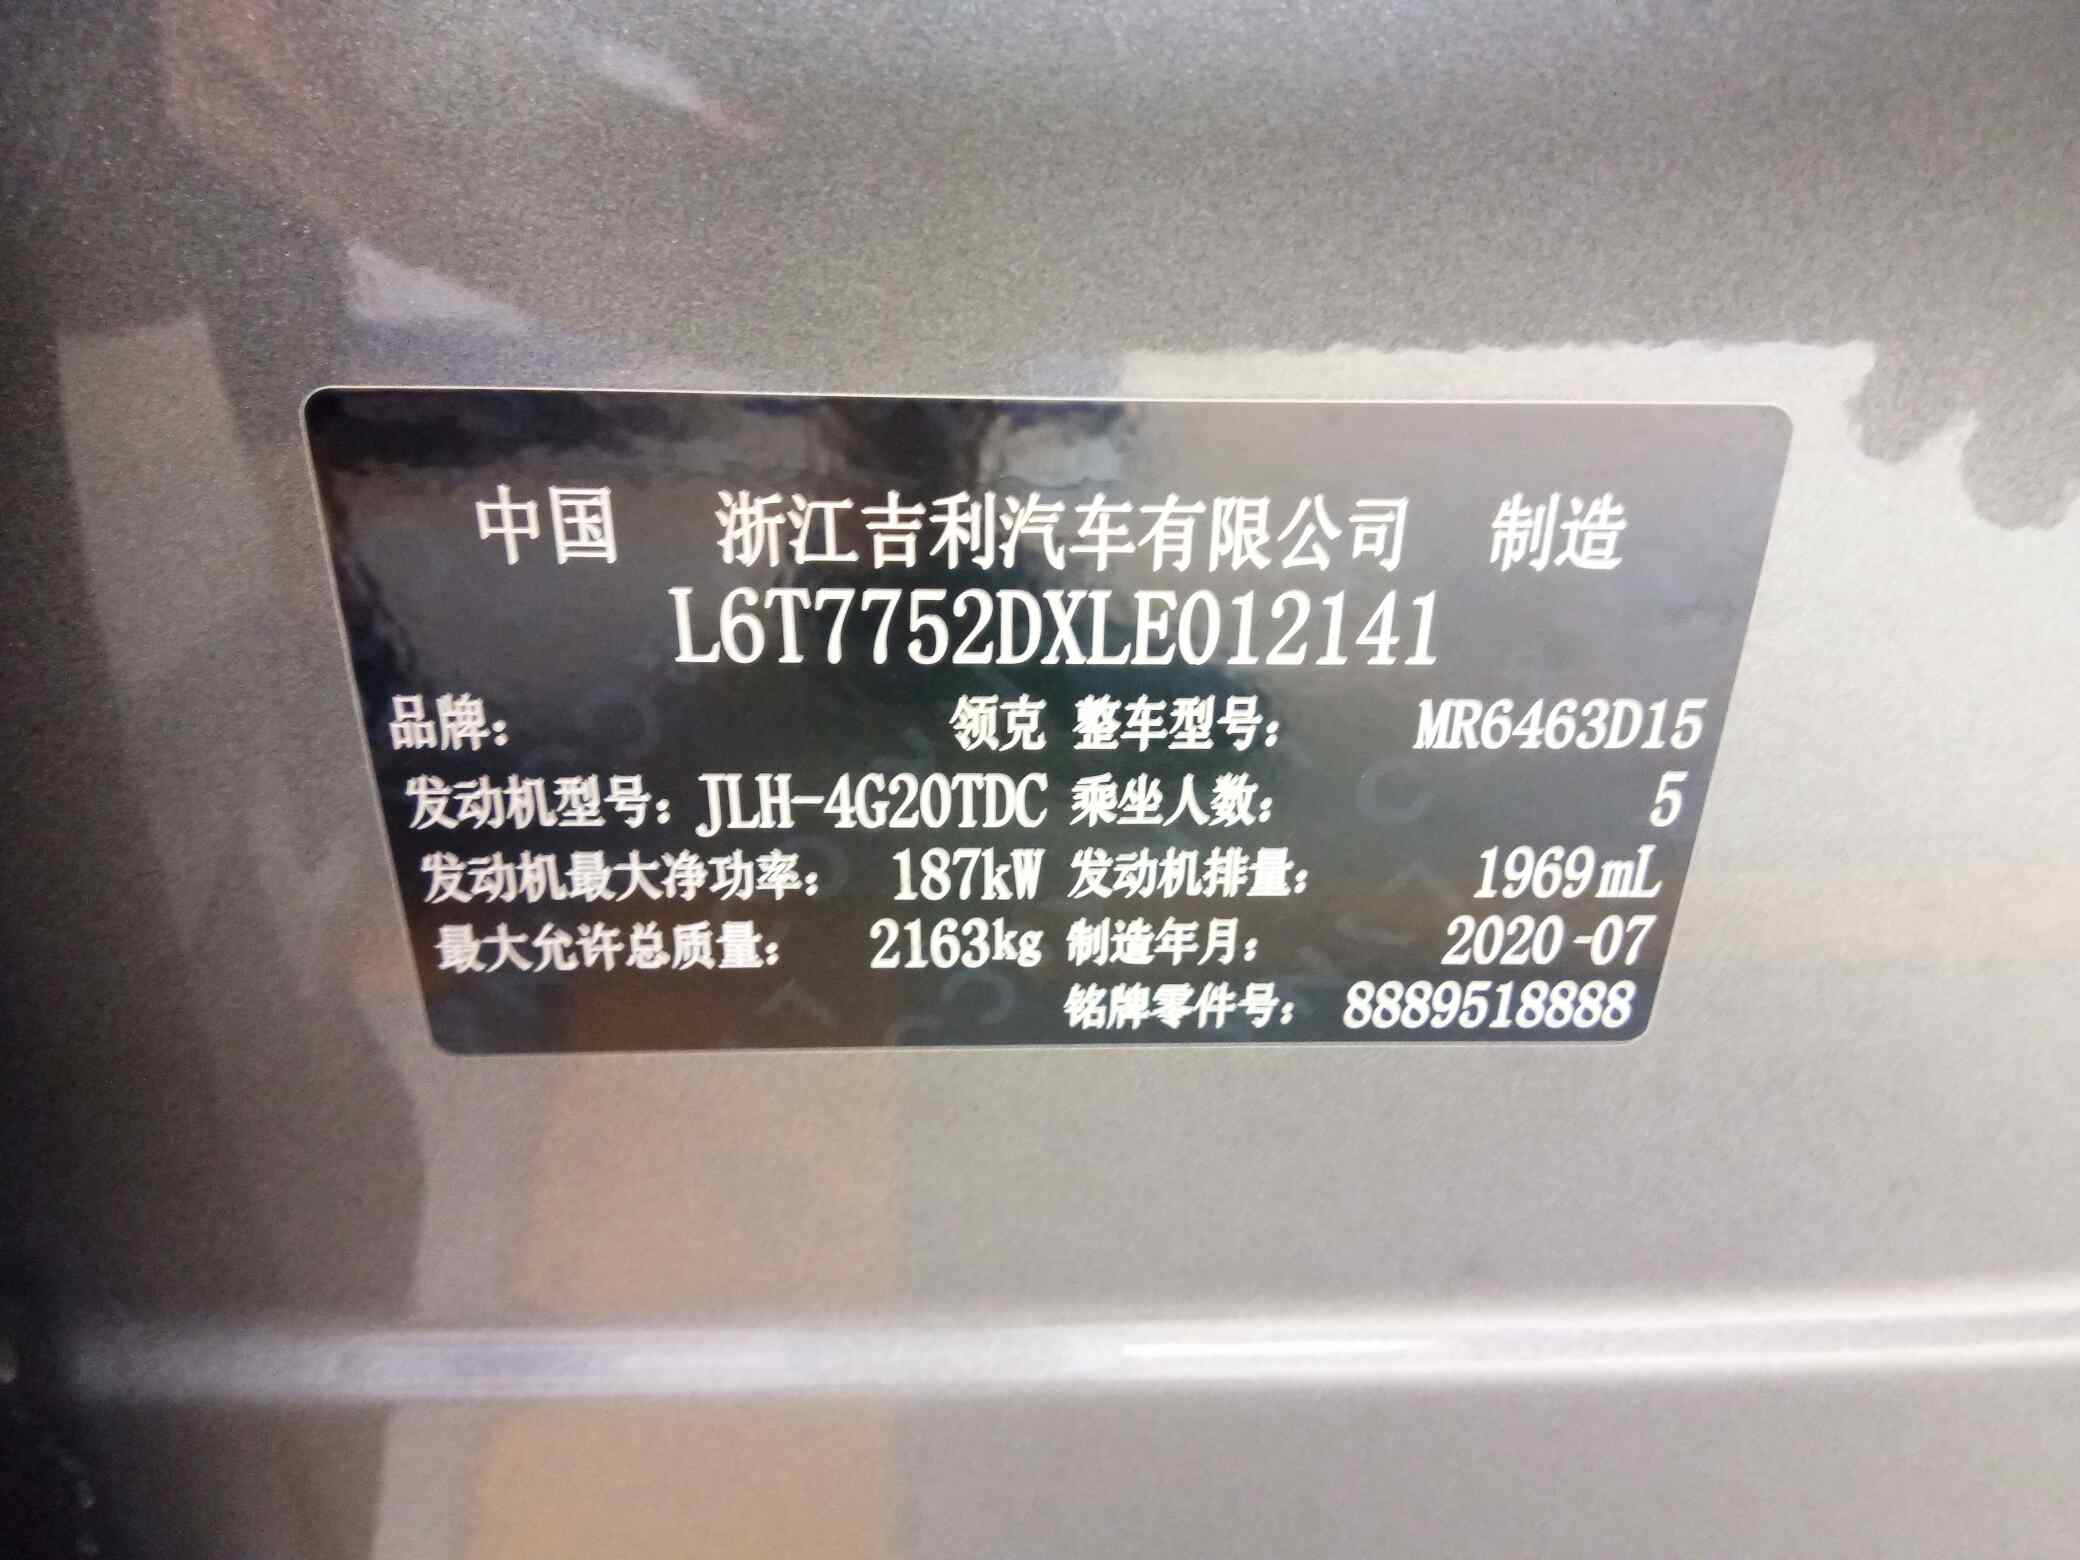 中国 浙江吉利汽车有限公司 制造
L6T7752DXLE012141
品牌: 领克 整车型号: MR6463D15
发动机型号: JLH-4G20TDC 乘坐人数: 5
发动机最大净功率: 187kW 发动机排量: 1969mL
最大允许总质量: 2163kg 制造年月: 2020-07
铭牌零件号: 8889518888